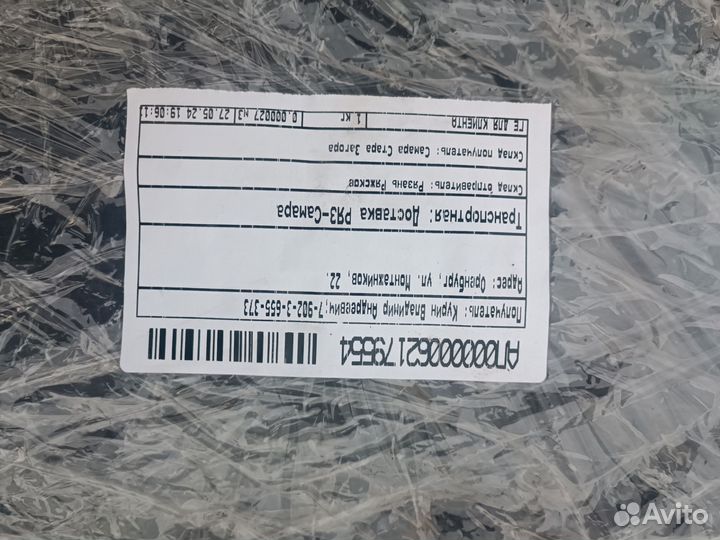 АП00000062179554
Получатель: Курин Владимир Андреевич;7-902-3-655-373
Адрес: Оренбург, ул. Монтажников, 22.
Транспортная: Доставка РЯЗ-Самара
Склад отправитель: Рязань Ряжсков
Склад получатель: Самара Стара Загора
ГЕ ДЛЯ КЛИЕНТА 1 кг 0.000027 м3 27.05.24 19:06:1
Avito